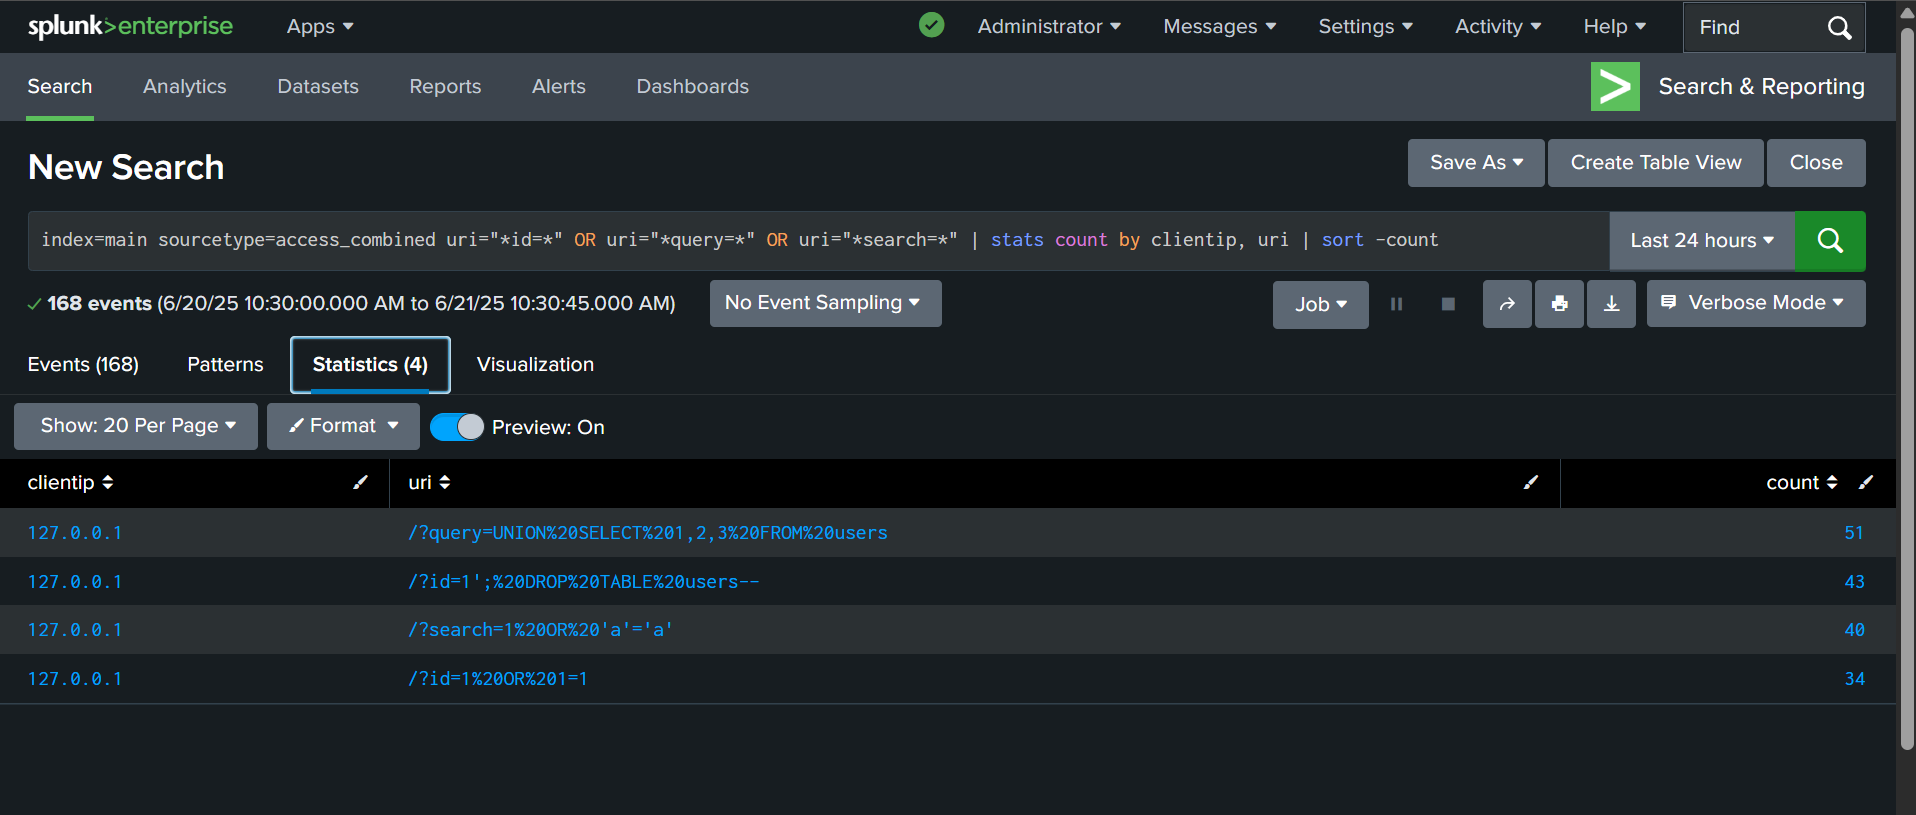 splunk>enterprise Apps Administrator Messages Settings Activity Help Find
Search Analytics Datasets Reports Alerts Dashboards Search & Reporting
New Search Save As Create Table View Close
index=main sourcetype=access_combined uri="*id=*" OR uri="*query=*" OR uri="*search=*" | stats count by clientip, uri | sort -count Last 24 hours
168 events (6/20/25 10:30:00.000 AM to 6/21/25 10:30:45.000 AM) No Event Sampling Job Verbose Mode
Events (168) Patterns Statistics (4) Visualization
Show: 20 Per Page Format Preview: On
clientip uri count
127.0.0.1 /?query=UNION%20SELECT%201,2,3%20FROM%20users 51
127.0.0.1 /?id=1';%20DROP%20TABLE%20users-- 43
127.0.0.1 /?search=1%20OR%20'a'='a' 40
127.0.0.1 /?id=1%20OR%201=1 34